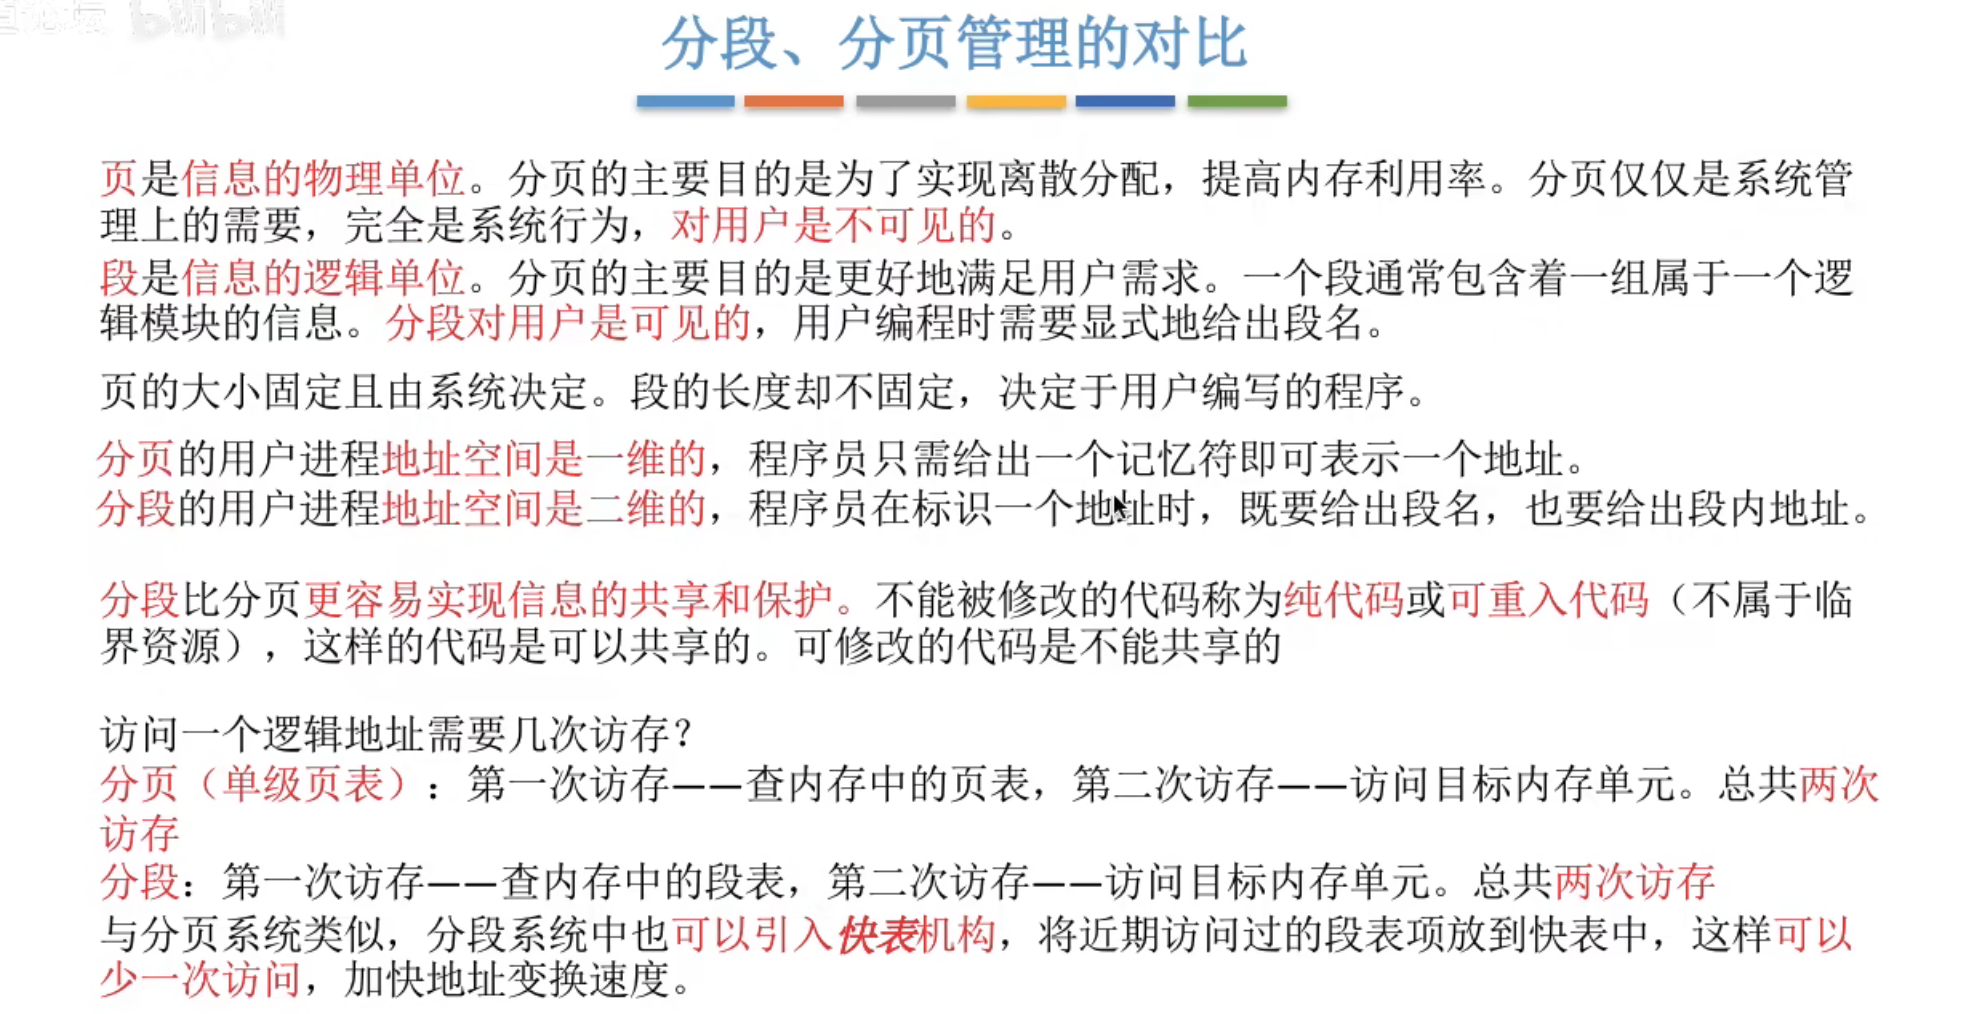 bilibili
分段、分页管理的对比
页是信息的物理单位。分页的主要目的是为了实现离散分配，提高内存利用率。分页仅仅是系统管
理上的需要，完全是系统行为，对用户是不可见的。
段是信息的逻辑单位。分页的主要目的是更好地满足用户需求。一个段通常包含着一组属于一个逻
辑模块的信息。分段对用户是可见的，用户编程时需要显式地给出段名。
页的大小固定且由系统决定。段的长度却不固定，决定于用户编写的程序。
分页的用户进程地址空间是一维的，程序员只需给出一个记忆符即可表示一个地址。
分段的用户进程地址空间是二维的，程序员在标识一个地址时，既要给出段名，也要给出段内地址。
分段比分页更容易实现信息的共享和保护。不能被修改的代码称为纯代码或可重入代码（不属于临
界资源），这样的代码是可以共享的。可修改的代码是不能共享的
访问一个逻辑地址需要几次访存？
分页（单级页表）：第一次访存——查内存中的页表，第二次访存——访问目标内存单元。总共两次
访存
分段：第一次访存——查内存中的段表，第二次访存——访问目标内存单元。总共两次访存
与分页系统类似，分段系统中也可以引入快表机构，将近期访问过的段表项放到快表中，这样可以
少一次访问，加快地址变换速度。